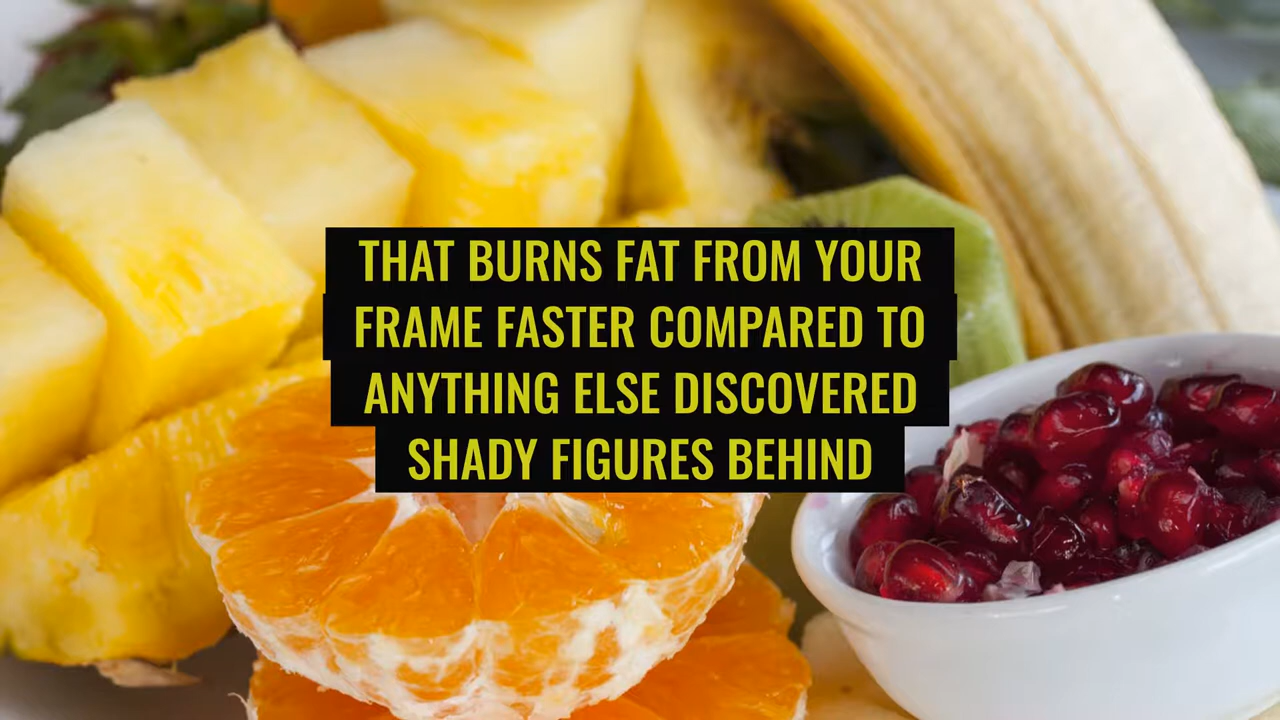 THAT BURNS FAT FROM YOUR
FRAME FASTER COMPARED TO
ANYTHING ELSE DISCOVERED
SHADY FIGURES BEHIND